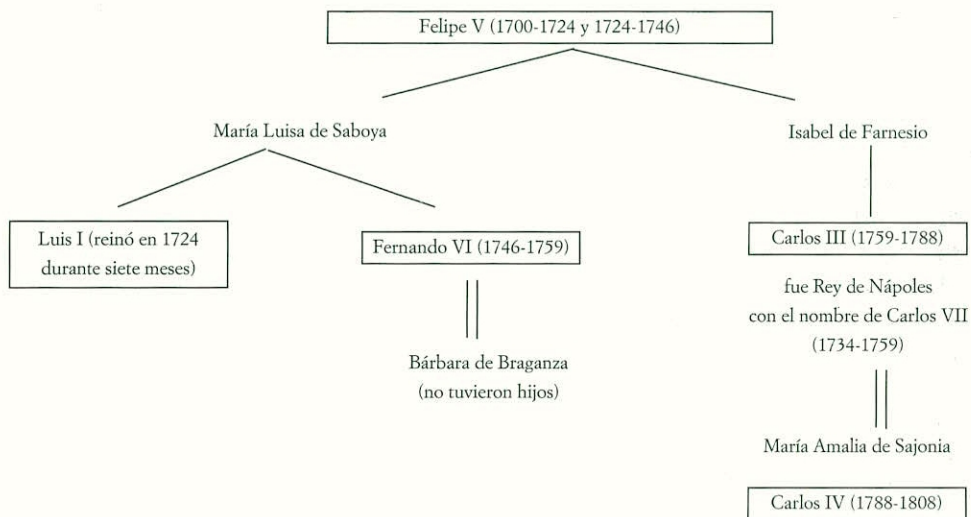 Felipe V (1700-1724 y 1724-1746)
María Luisa de Saboya
Isabel de Farnesio
Luis I (reinó en 1724
durante siete meses)
Fernando VI (1746-1759)
Carlos III (1759-1788)
fue Rey de Nápoles
con el nombre de Carlos VII
(1734-1759)
Bárbara de Braganza
(no tuvieron hijos)
María Amalia de Sajonia
Carlos IV (1788-1808)